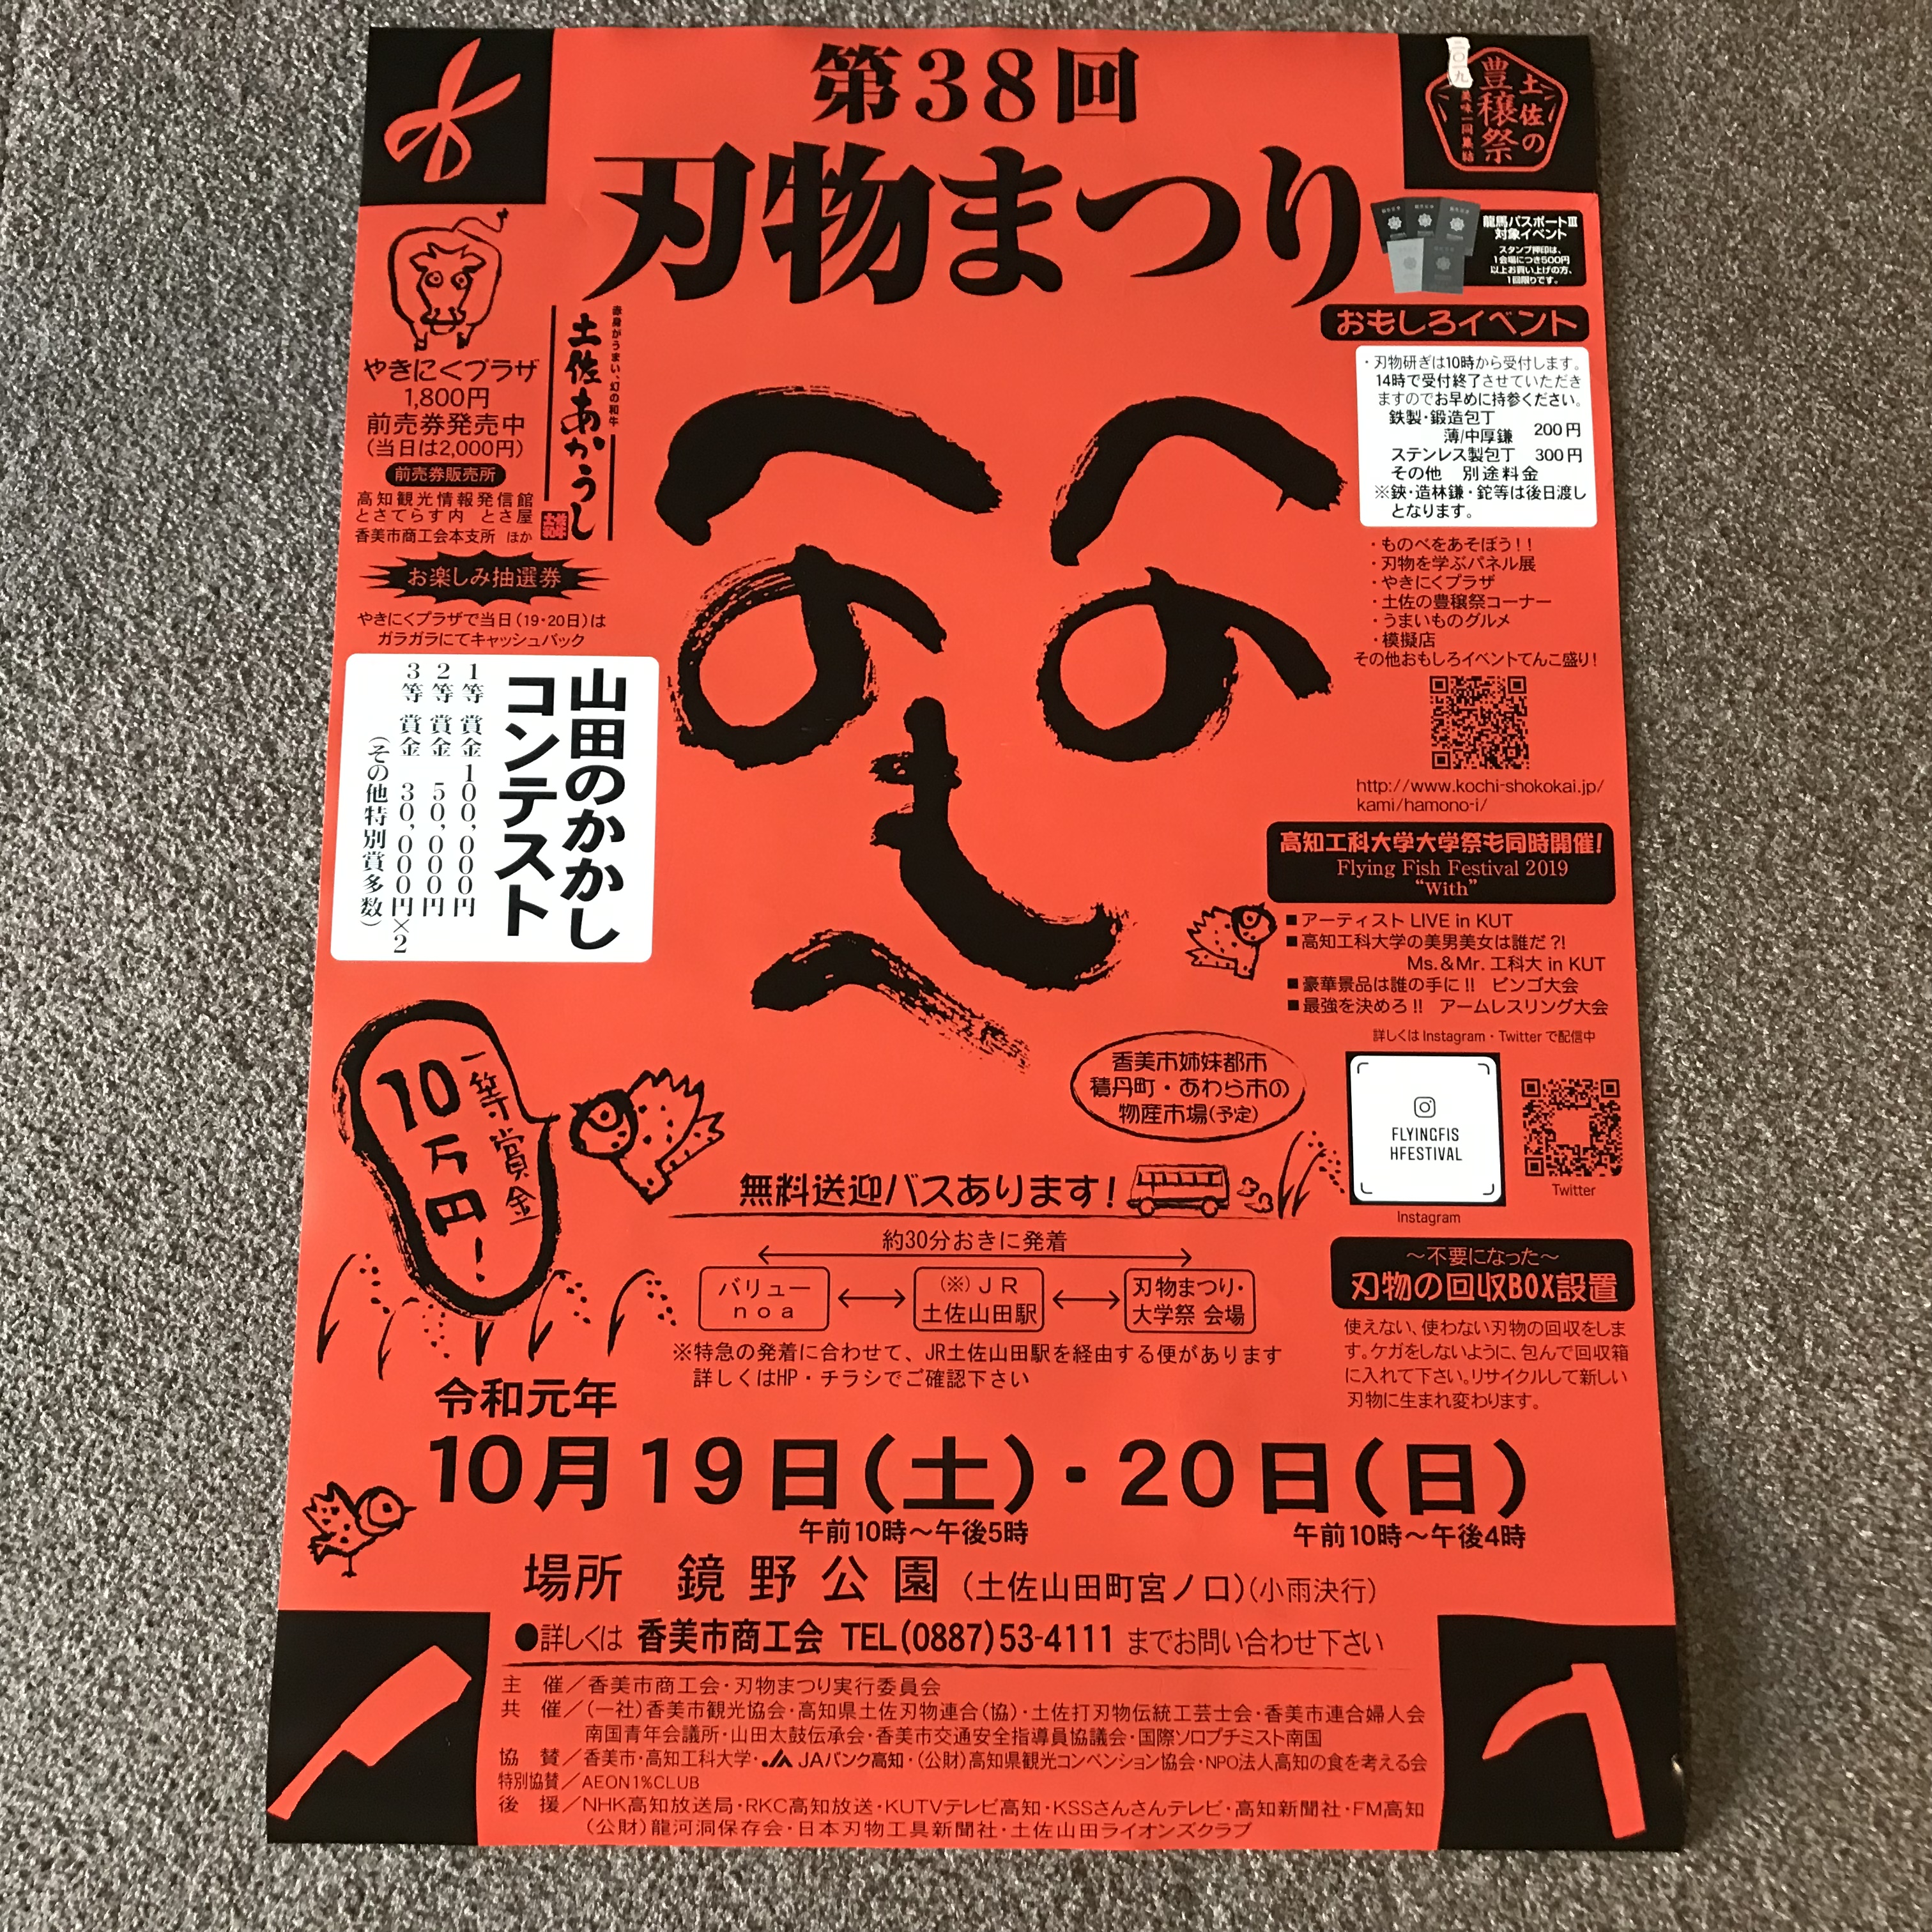 第38回
刃物まつり
二〇一九
土佐の
豊穣祭
美味一同集結
龍馬パスポートⅢ
対象イベント
スタンプ押印は、
1会場につき500円
以上お買い上げの方、
1回限りです。
やきにくプラザ
1,800円
前売券発売中
(当日は2,000円)
前売券販売所
高知観光情報発信館
とさてらす内 とさ屋
香美市商工会本支所 ほか
赤身がうまい、幻の和牛
土佐あかうし
お楽しみ抽選券
やきにくプラザで当日(19・20日)は
ガラガラにてキャッシュバック
山田のかかし
コンテスト
1等 賞金 100,000円
2等 賞金 50,000円
3等 賞金 30,000円×2
(その他特別賞多数)
おもしろイベント
・刃物研ぎは10時から受付します。
14時で受付終了させていただき
ますのでお早めに持参ください。
鉄製・鍛造包丁
薄/中厚鎌 200円
ステンレス製包丁 300円
その他 別途料金
※鋏・造林鎌・鉈等は後日渡し
となります。
・ものべをあそぼう!!
・刃物を学ぶパネル展
・やきにくプラザ
・土佐の豊穣祭コーナー
・うまいものグルメ
・模擬店
その他おもしろイベントてんこ盛り!
http://www.kochi-shokokai.jp/
kami/hamono-i/
高知工科大学大学祭も同時開催!
Flying Fish Festival 2019
“With”
■アーティスト LIVE in KUT
■高知工科大学の美男美女は誰だ?!
Ms.&Mr. 工科大 in KUT
■豪華景品は誰の手に!! ビンゴ大会
■最強を決めろ!! アームレスリング大会
詳しくは Instagram・Twitter で配信中
FLYINGFIS
HFESTIVAL
Instagram
Twitter
へへ
のの
も
へ
じ
一等賞金
10万円!
香美市姉妹都市
積丹町・あわら市の
物産市場(予定)
無料送迎バスあります!
約30分おきに発着
バリュー
noa
(※)JR
土佐山田駅
刃物まつり・
大学祭 会場
※特急の発着に合わせて、JR土佐山田駅を経由する便があります
詳しくはHP・チラシでご確認下さい
~不要になった~
刃物の回収BOX設置
使えない、使わない刃物の回収をしま
す。ケガをしないように、包んで回収箱
に入れて下さい。リサイクルして新しい
刃物に生まれ変わります。
令和元年
10月19日(土)・20日(日)
午前10時~午後5時 午前10時~午後4時
場所 鏡野公園 (土佐山田町宮ノ口)(小雨決行)
●詳しくは 香美市商工会 TEL(0887)53-4111 までお問い合わせ下さい
主 催/香美市商工会・刃物まつり実行委員会
共 催/(一社)香美市観光協会・高知県土佐刃物連合(協)・土佐打刃物伝統工芸士会・香美市連合婦人会
南国青年会議所・山田太鼓伝承会・香美市交通安全指導員協議会・国際ソロプチミスト南国
協 賛/香美市・高知工科大学・JAバンク高知・(公財)高知県観光コンベンション協会・NPO法人高知の食を考える会
特別協賛/AEON1%CLUB
後 援/NHK高知放送局・RKC高知放送・KUTVテレビ高知・KSSさんさんテレビ・高知新聞社・FM高知
(公財)龍河洞保存会・日本刃物工具新聞社・土佐山田ライオンズクラブ